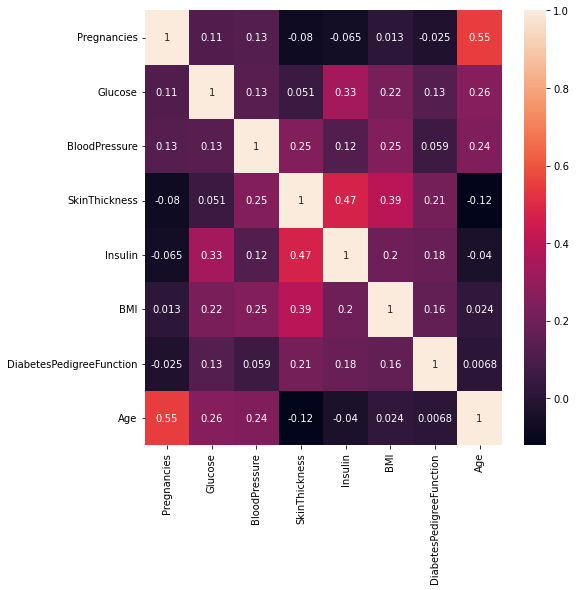 Pregnancies 1 0.11 0.13 -0.08 -0.065 0.013 -0.025 0.55
Glucose 0.11 1 0.13 0.051 0.33 0.22 0.13 0.26
BloodPressure 0.13 0.13 1 0.25 0.12 0.25 0.059 0.24
SkinThickness -0.08 0.051 0.25 1 0.47 0.39 0.21 -0.12
Insulin -0.065 0.33 0.12 0.47 1 0.2 0.18 -0.04
BMI 0.013 0.22 0.25 0.39 0.2 1 0.16 0.024
DiabetesPedigreeFunction -0.025 0.13 0.059 0.21 0.18 0.16 1 0.0068
Age 0.55 0.26 0.24 -0.12 -0.04 0.024 0.0068 1
Pregnancies
Glucose
BloodPressure
SkinThickness
Insulin
BMI
DiabetesPedigreeFunction
Age
1.0
0.8
0.6
0.4
0.2
0.0